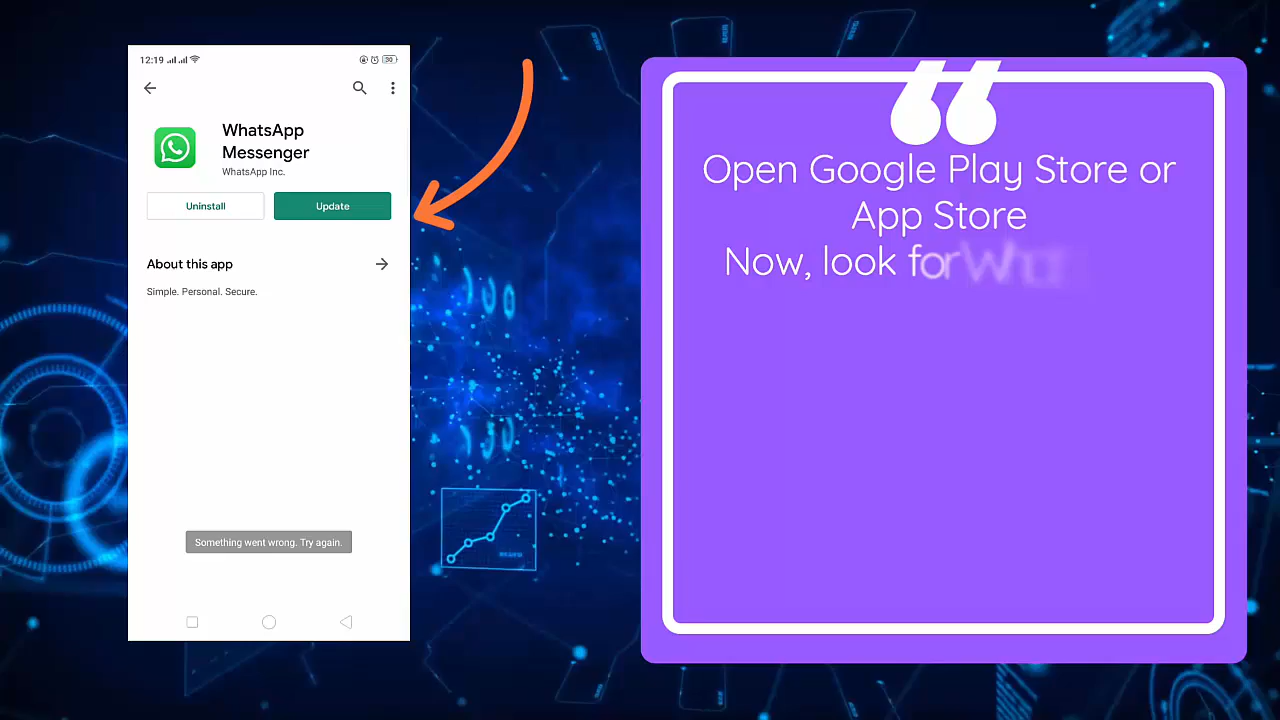 12:19
30
WhatsApp
Messenger
WhatsApp Inc.
Uninstall
Update
About this app
Simple. Personal. Secure.
Something went wrong. Try again.
“
Open Google Play Store or
App Store
Now, look for